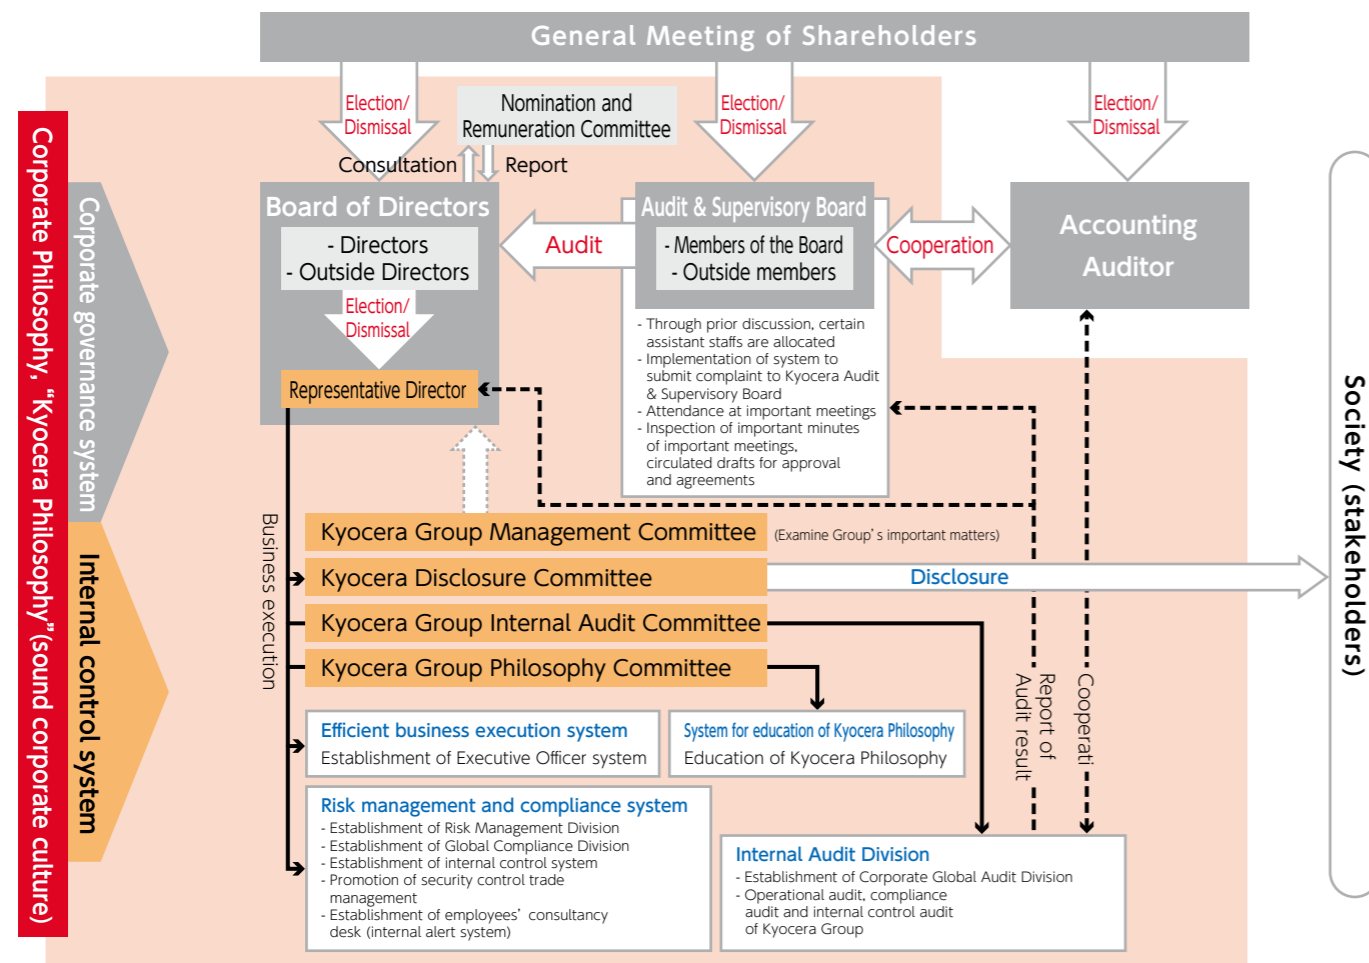 General Meeting of Shareholders
Election/
Dismissal
Nomination and
Remuneration Committee
Election/
Dismissal
Election/
Dismissal
Consultation
Report
Corporate Philosophy, “Kyocera Philosophy” (sound corporate culture)
Corporate governance system
Internal control system
Board of Directors
- Directors
- Outside Directors
Election/
Dismissal
Representative Director
Audit
Audit & Supervisory Board
- Members of the Board
- Outside members
Cooperation
Accounting
Auditor
- Through prior discussion, certain
assistant staffs are allocated
- Implementation of system to
submit complaint to Kyocera Audit
& Supervisory Board
- Attendance at important meetings
- Inspection of important minutes
of important meetings,
circulated drafts for approval
and agreements
Society (stakeholders)
Business execution
Kyocera Group Management Committee
(Examine Group’s important matters)
Kyocera Disclosure Committee
Disclosure
Kyocera Group Internal Audit Committee
Kyocera Group Philosophy Committee
Report of
Audit result
Cooperati
Efficient business execution system
Establishment of Executive Officer system
System for education of Kyocera Philosophy
Education of Kyocera Philosophy
Risk management and compliance system
- Establishment of Risk Management Division
- Establishment of Global Compliance Division
- Establishment of internal control system
- Promotion of security control trade
management
- Establishment of employees’ consultancy
desk (internal alert system)
Internal Audit Division
- Establishment of Corporate Global Audit Division
- Operational audit, compliance
audit and internal control audit
of Kyocera Group